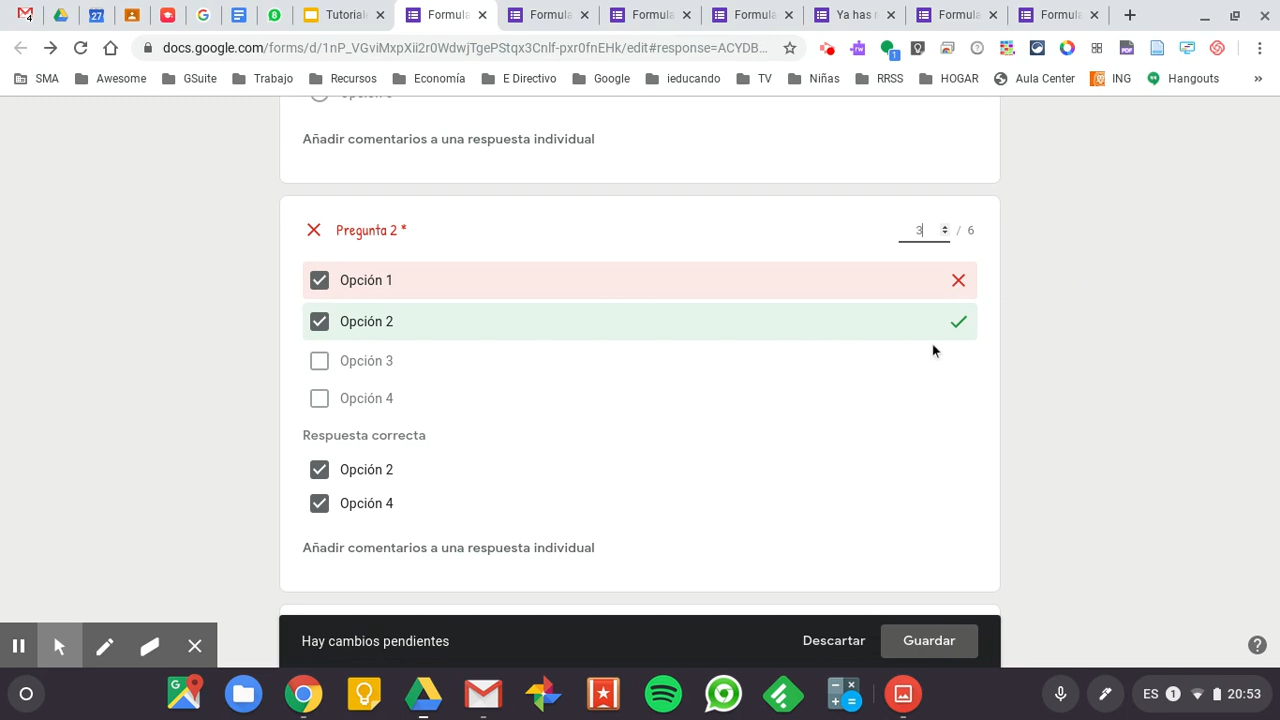 Tutoriale
Formula
Formula
Formula
Formula
Ya has r
Formula
Formula
docs.google.com/forms/d/1nP_VGviMxpXii2r0WdwjTgePStqx3Cnlf-pxr0fnEHk/edit#response=ACYDB...
SMA
Awesome
GSuite
Trabajo
Recursos
Economía
E Directivo
Google
ieducando
TV
Niñas
RRSS
HOGAR
Aula Center
ING
Hangouts
Añadir comentarios a una respuesta individual
Pregunta 2 *
3 / 6
Opción 1
Opción 2
Opción 3
Opción 4
Respuesta correcta
Opción 2
Opción 4
Añadir comentarios a una respuesta individual
Hay cambios pendientes
Descartar
Guardar
ES 1 20:53